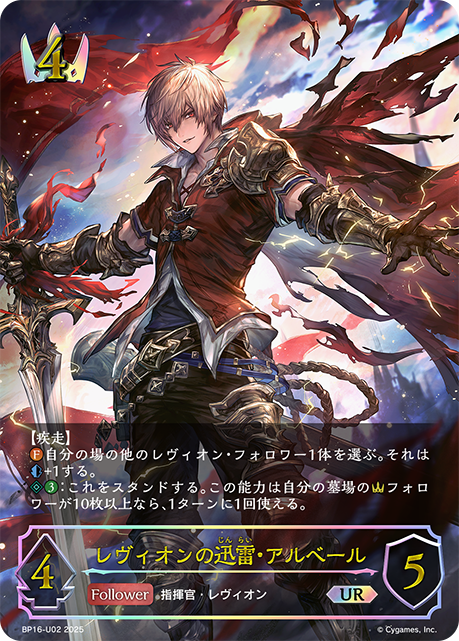 4
【疾走】
F自分の場の他のレヴィオン・フォロワー1体を選ぶ。それは
+1する。
3：これをスタンドする。この能力は自分の墓場のフォロ
ワーが10枚以上なら、1ターンに1回使える。
じん らい
レヴィオンの迅雷・アルベール
4
Follower 指揮官・レヴィオン UR
5
BP16-U02 2025 © Cygames, Inc.